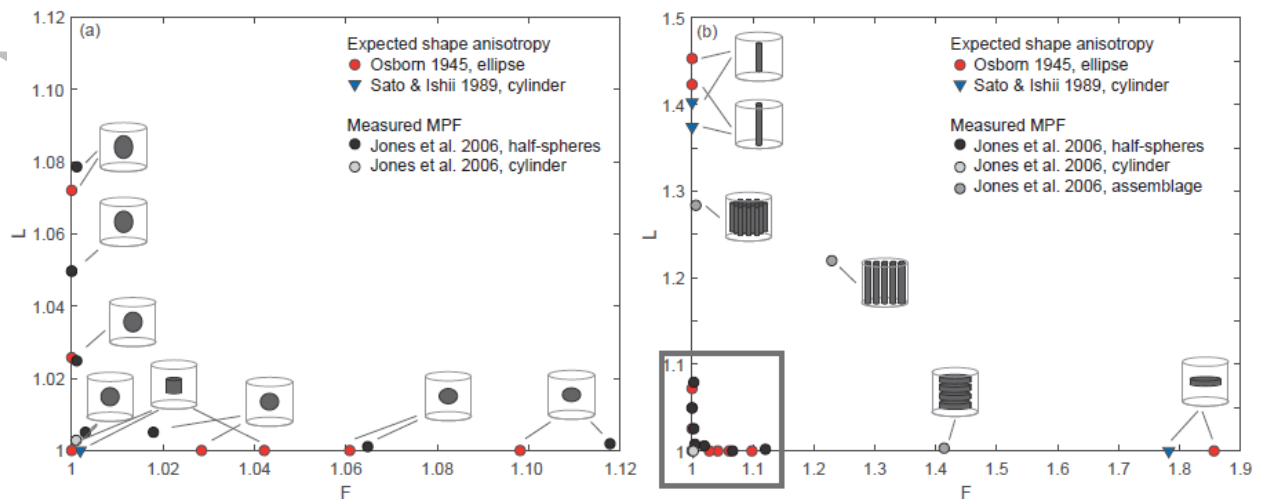 (a)
Expected shape anisotropy
Osborn 1945, ellipse
Sato & Ishii 1989, cylinder
Measured MPF
Jones et al. 2006, half-spheres
Jones et al. 2006, cylinder
1.12
1.10
1.08
1.06
1.04
1.02
1
L
1
1.02
1.04
1.06
1.08
1.10
1.12
F
(b)
Expected shape anisotropy
Osborn 1945, ellipse
Sato & Ishii 1989, cylinder
Measured MPF
Jones et al. 2006, half-spheres
Jones et al. 2006, cylinder
Jones et al. 2006, assemblage
1.5
1.4
1.3
1.2
1.1
1
L
1
1.1
1.2
1.3
1.4
1.5
1.6
1.7
1.8
1.9
F